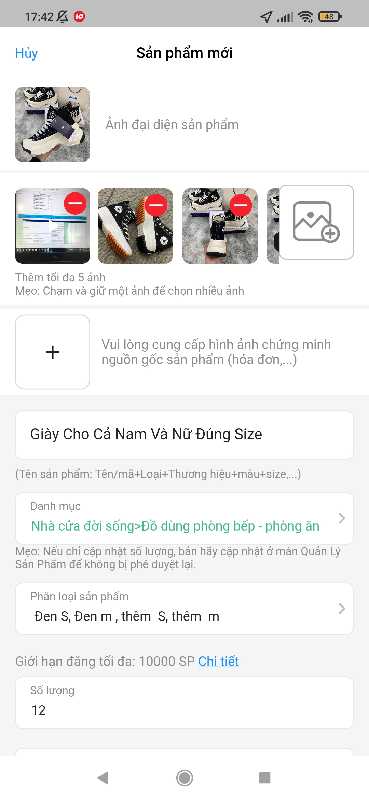 17:42
48
Hủy
Sản phẩm mới
Ảnh đại diện sản phẩm
Thêm tối đa 5 ảnh
Mẹo: Chạm và giữ một ảnh để chọn nhiều ảnh
Vui lòng cung cấp hình ảnh chứng minh
nguồn gốc sản phẩm (hóa đơn,...)
Giày Cho Cả Nam Và Nữ Đúng Size
(Tên sản phẩm: Tên/mã+Loại+Thương hiệu+màu+size,...)
Danh mục
Nhà cửa đời sống>Đồ dùng phòng bếp - phòng ăn
Mẹo: Nếu chỉ cập nhật số lượng, bản hãy cập nhật ở màn Quản Lý
Sản Phẩm để không bị phê duyệt lại.
Phân loại sản phẩm
Đen S, Đen m , thêm S, thêm m
Giới hạn đăng tối đa: 10000 SP Chi tiết
Số lượng
12